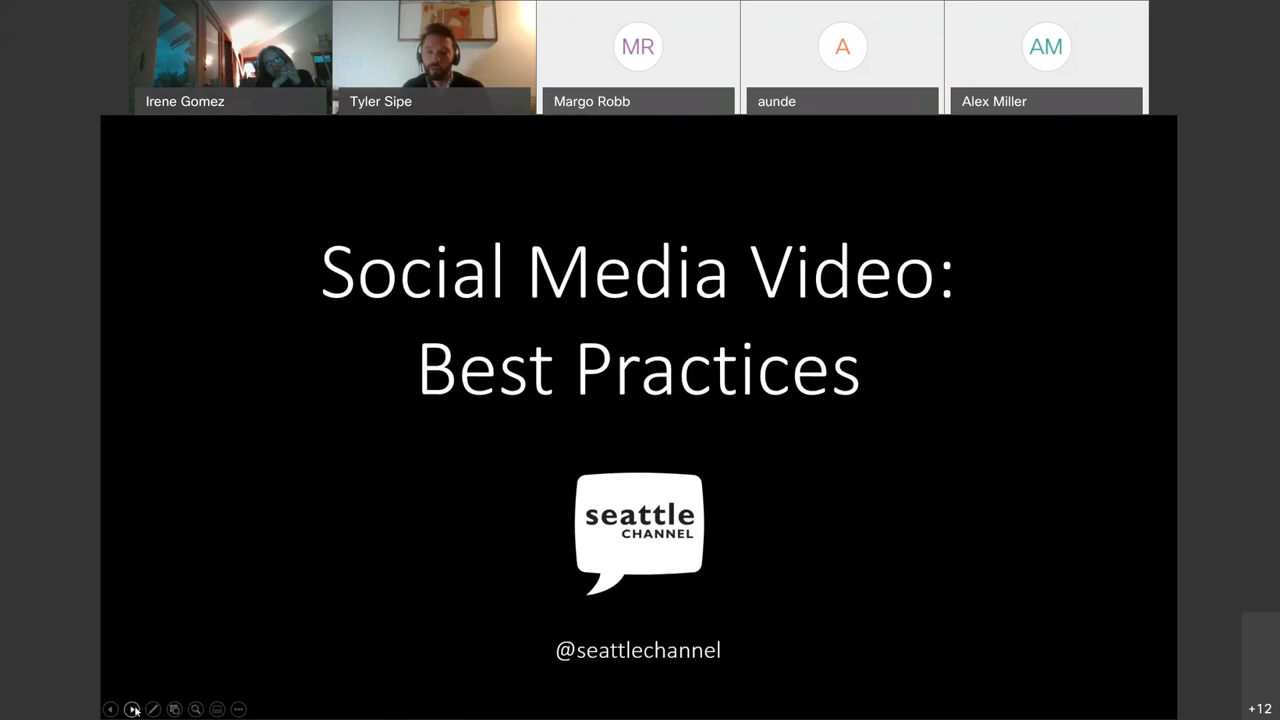 MR
A
AM
Irene Gomez
Tyler Sipe
Margo Robb
aunde
Alex Miller
Social Media Video:
Best Practices
seattle
CHANNEL
@seattlechannel
+12